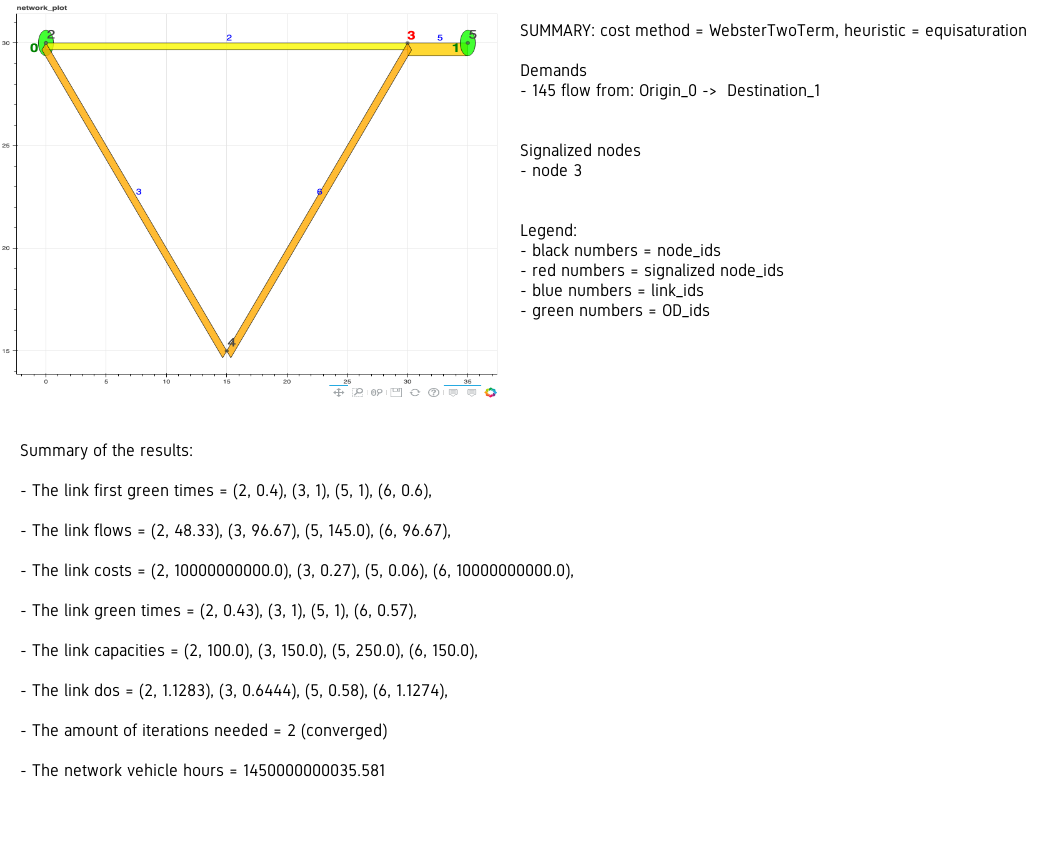 network_plot
30
25
20
15
0
5
10
15
20
25
30
35
0
2
2
3
5
1
5
3
6
4
SUMMARY: cost method = WebsterTwoTerm, heuristic = equisaturation
Demands
- 145 flow from: Origin_0 -> Destination_1
Signalized nodes
- node 3
Legend:
- black numbers = node_ids
- red numbers = signalized node_ids
- blue numbers = link_ids
- green numbers = OD_ids
Summary of the results:
- The link first green times = (2, 0.4), (3, 1), (5, 1), (6, 0.6),
- The link flows = (2, 48.33), (3, 96.67), (5, 145.0), (6, 96.67),
- The link costs = (2, 10000000000.0), (3, 0.27), (5, 0.06), (6, 10000000000.0),
- The link green times = (2, 0.43), (3, 1), (5, 1), (6, 0.57),
- The link capacities = (2, 100.0), (3, 150.0), (5, 250.0), (6, 150.0),
- The link dos = (2, 1.1283), (3, 0.6444), (5, 0.58), (6, 1.1274),
- The amount of iterations needed = 2 (converged)
- The network vehicle hours = 1450000000035.581